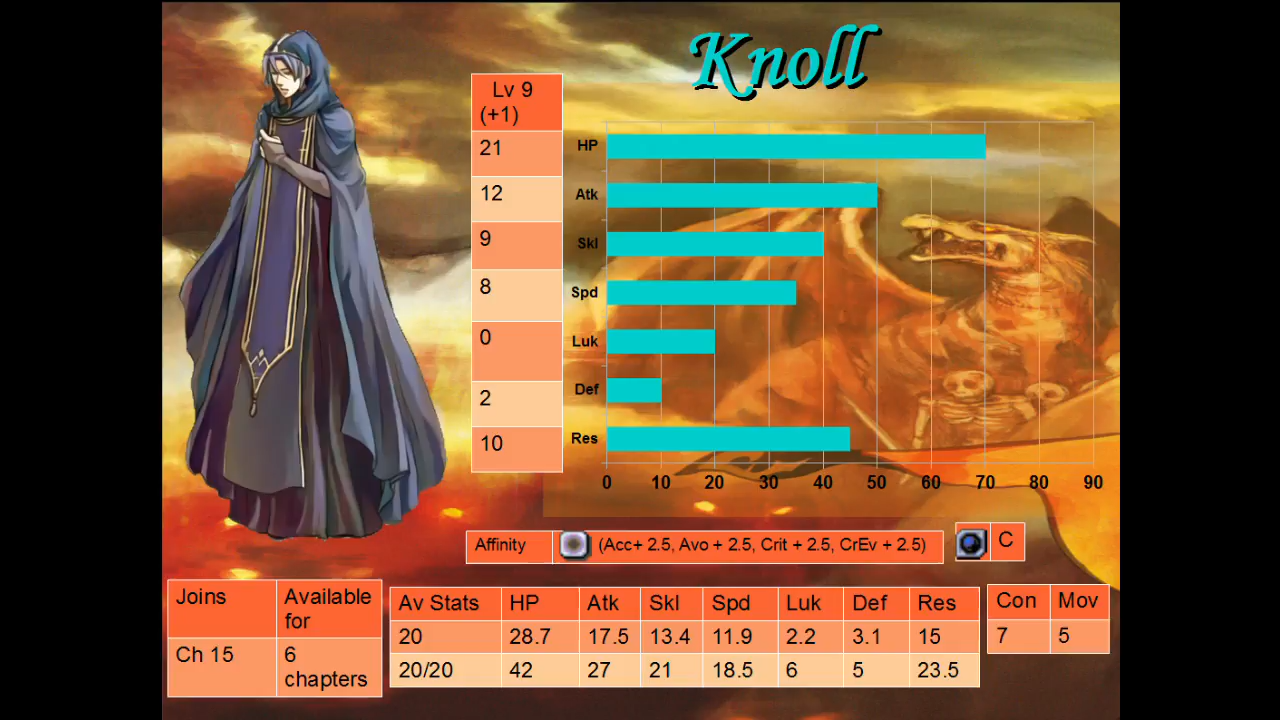 Knoll
Lv 9
(+1)
21
12
9
8
0
2
10
HP
Atk
Skl
Spd
Luk
Def
Res
0 10 20 30 40 50 60 70 80 90
Affinity (Acc+ 2.5, Avo + 2.5, Crit + 2.5, CrEv + 2.5)
C
Joins Available
for
Ch 15 6
chapters
Av Stats HP Atk Skl Spd Luk Def Res
20 28.7 17.5 13.4 11.9 2.2 3.1 15
20/20 42 27 21 18.5 6 5 23.5
Con Mov
7 5